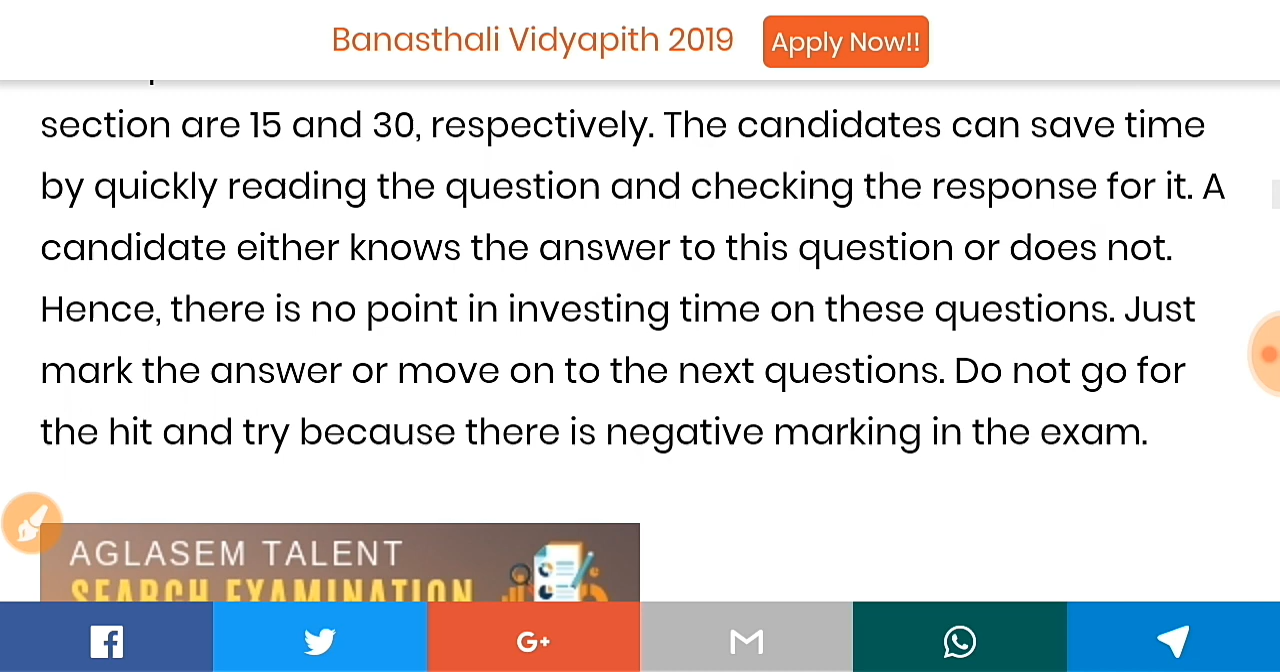 Banasthali Vidyapith 2019 Apply Now!!
section are 15 and 30, respectively. The candidates can save time
by quickly reading the question and checking the response for it. A
candidate either knows the answer to this question or does not.
Hence, there is no point in investing time on these questions. Just
mark the answer or move on to the next questions. Do not go for
the hit and try because there is negative marking in the exam.
AGLASEM TALENT
SEARCH EXAMINATION
G+